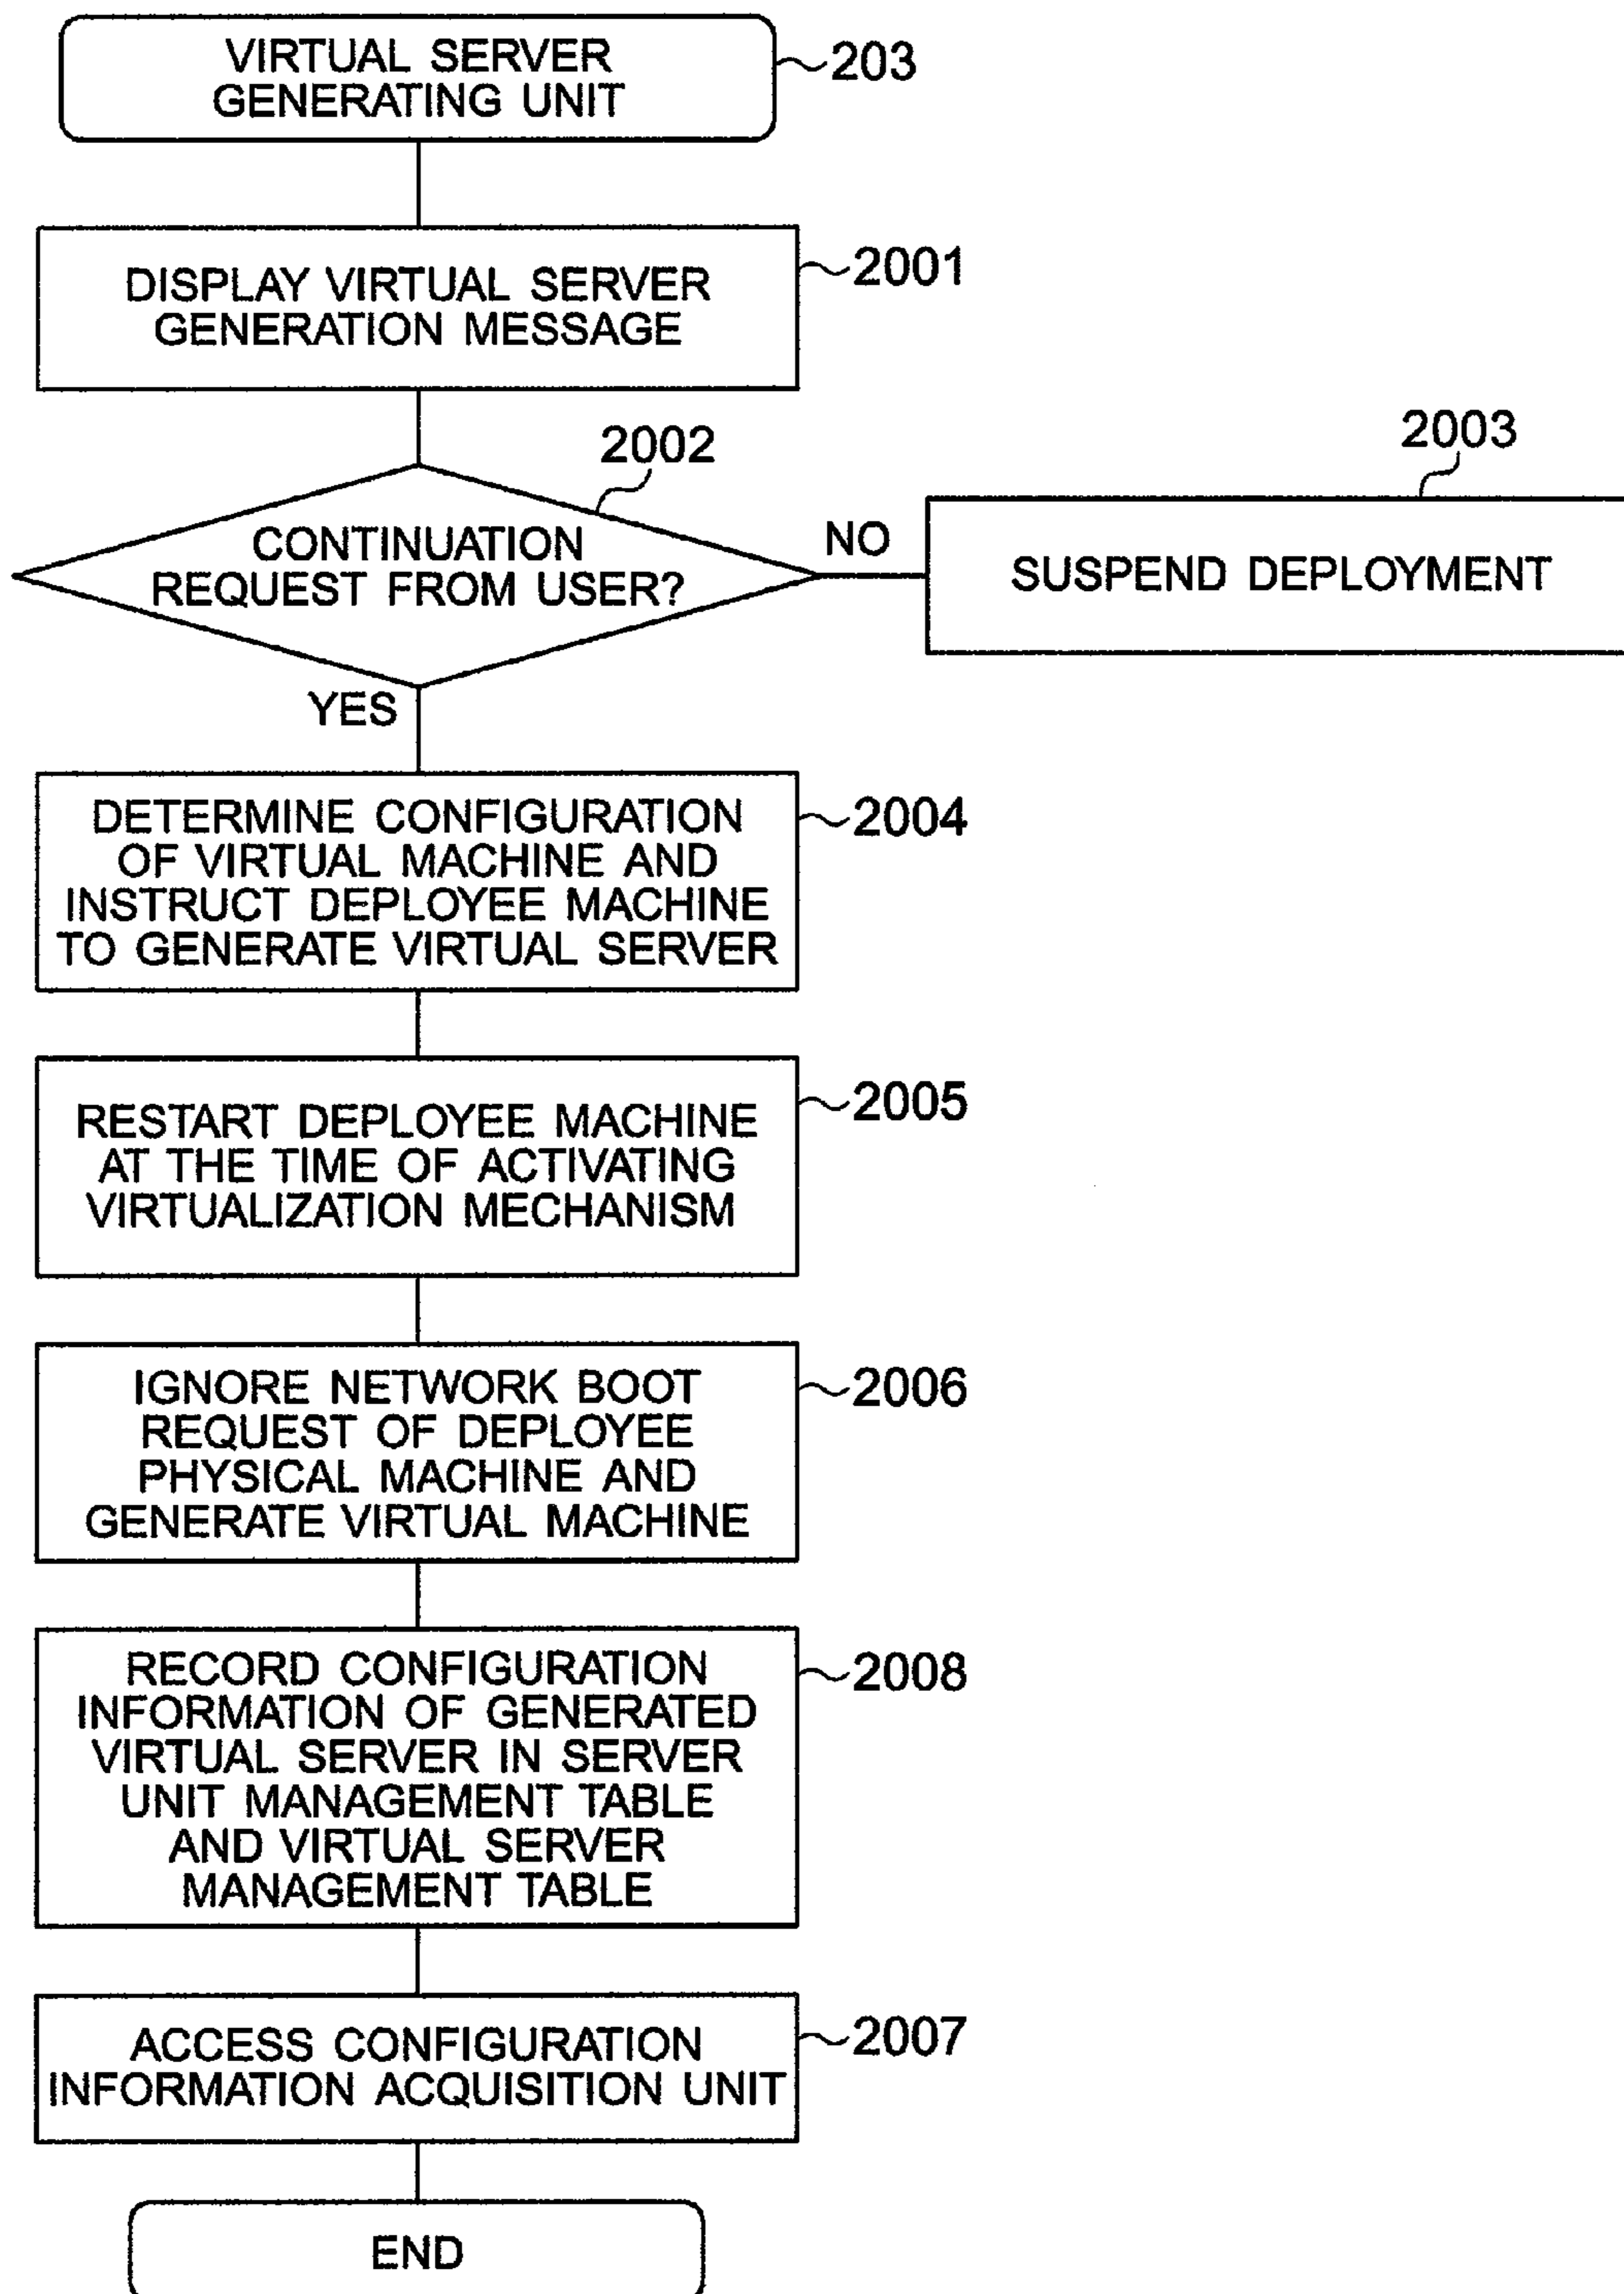 VIRTUAL SERVER
GENERATING UNIT
203
DISPLAY VIRTUAL SERVER
GENERATION MESSAGE
2001
2002
CONTINUATION
REQUEST FROM USER?
NO
2003
SUSPEND DEPLOYMENT
YES
DETERMINE CONFIGURATION
OF VIRTUAL MACHINE AND
INSTRUCT DEPLOYEE MACHINE
TO GENERATE VIRTUAL SERVER
2004
RESTART DEPLOYEE MACHINE
AT THE TIME OF ACTIVATING
VIRTUALIZATION MECHANISM
2005
IGNORE NETWORK BOOT
REQUEST OF DEPLOYEE
PHYSICAL MACHINE AND
GENERATE VIRTUAL MACHINE
2006
RECORD CONFIGURATION
INFORMATION OF GENERATED
VIRTUAL SERVER IN SERVER
UNIT MANAGEMENT TABLE
AND VIRTUAL SERVER
MANAGEMENT TABLE
2008
ACCESS CONFIGURATION
INFORMATION ACQUISITION UNIT
2007
END